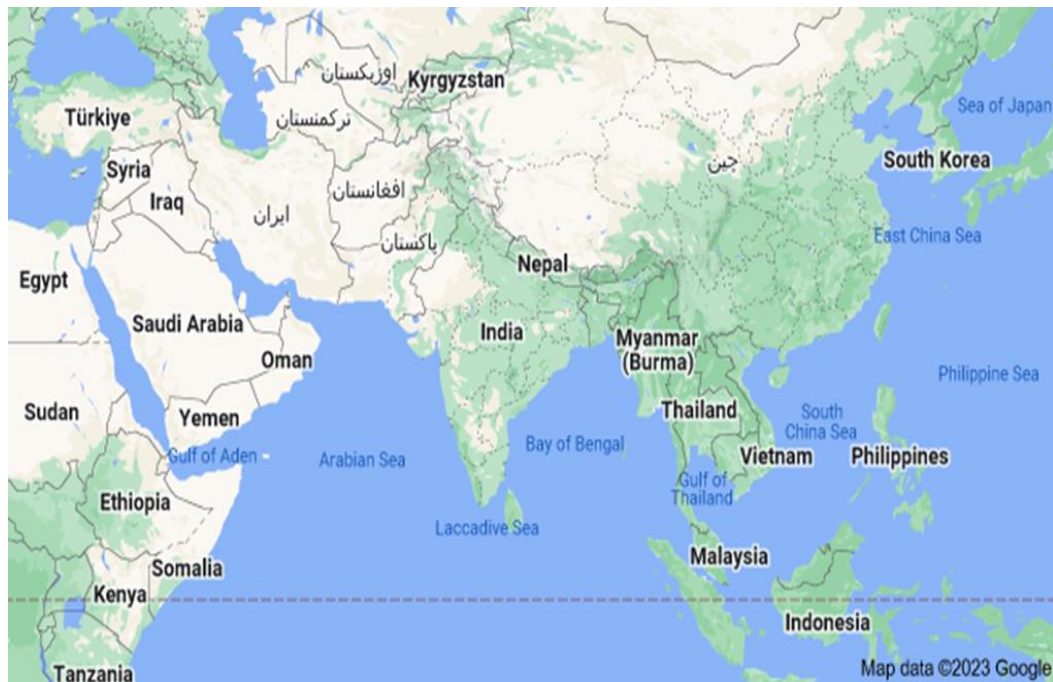 اوزبکستان
Kyrgyzstan
Türkiye
ترکمنستان
Sea of Japan
Syria
Iraq
ایران
افغانستان
چین
South Korea
پاکستان
East China Sea
Egypt
Nepal
Saudi Arabia
India
Oman
Myanmar
(Burma)
Philippine Sea
Sudan
Yemen
Thailand
South
China Sea
Gulf of Aden
Arabian Sea
Bay of Bengal
Vietnam
Philippines
Ethiopia
Gulf of
Thailand
Laccadive Sea
Malaysia
Somalia
Kenya
Indonesia
Tanzania
Map data ©2023 Google